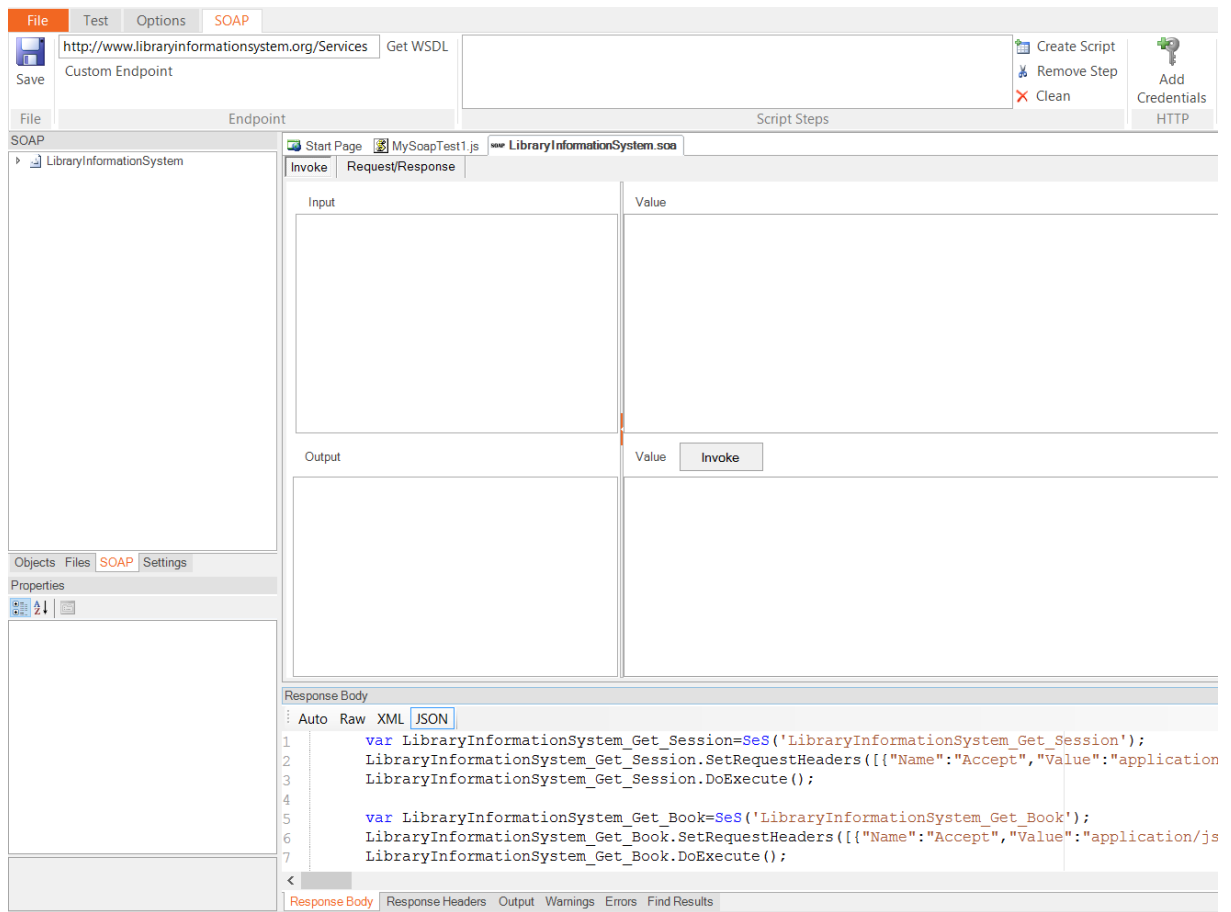 File Test Options SOAP
http://www.libraryinformationsystem.org/Services Get WSDL
Custom Endpoint
Save
Create Script
Remove Step
Clean
Add
Credentials
File Endpoint Script Steps HTTP
SOAP
LibraryInformationSystem
Start Page MySoapTest1.js LibraryInformationSystem.soa
Invoke Request/Response
Input Value
Output Value Invoke
Objects Files SOAP Settings
Properties
Response Body
Auto Raw XML JSON
1 var LibraryInformationSystem_Get_Session=SeS('LibraryInformationSystem_Get_Session');
2 LibraryInformationSystem_Get_Session.SetRequestHeaders([{"Name":"Accept","Value":"application
3 LibraryInformationSystem_Get_Session.DoExecute();
4
5 var LibraryInformationSystem_Get_Book=SeS('LibraryInformationSystem_Get_Book');
6 LibraryInformationSystem_Get_Book.SetRequestHeaders([{"Name":"Accept","Value":"application/js
7 LibraryInformationSystem_Get_Book.DoExecute();
Response Body Response Headers Output Warnings Errors Find Results